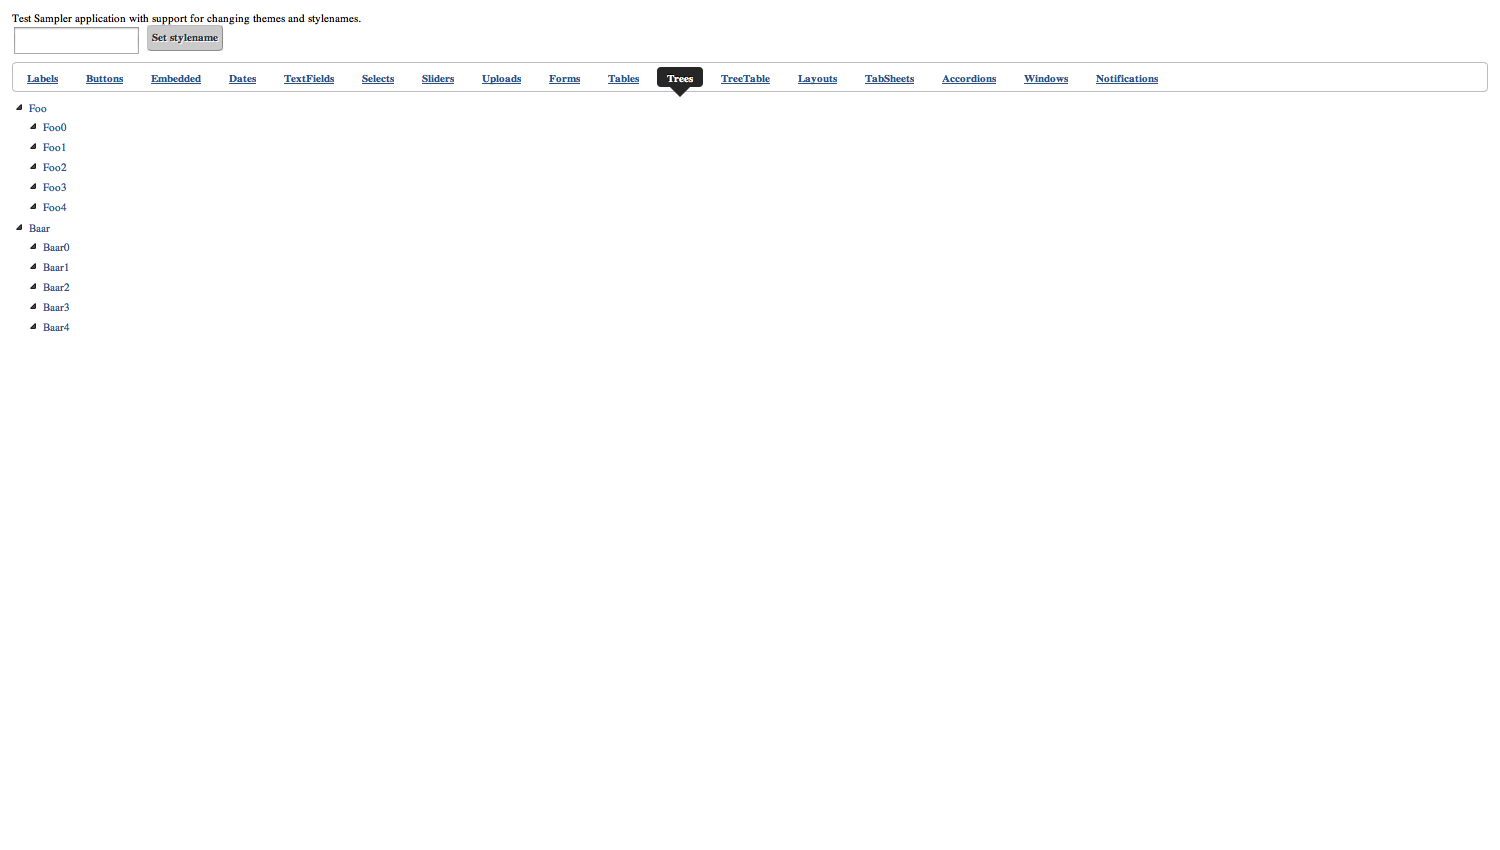 Test Sampler application with support for changing themes and stylenames.
Set stylename
Labels Buttons Embedded Dates TextFields Selects Sliders Uploads Forms Tables Trees TreeTable Layouts TabSheets Accordions Windows Notifications
Foo
Foo0
Foo1
Foo2
Foo3
Foo4
Baar
Baar0
Baar1
Baar2
Baar3
Baar4